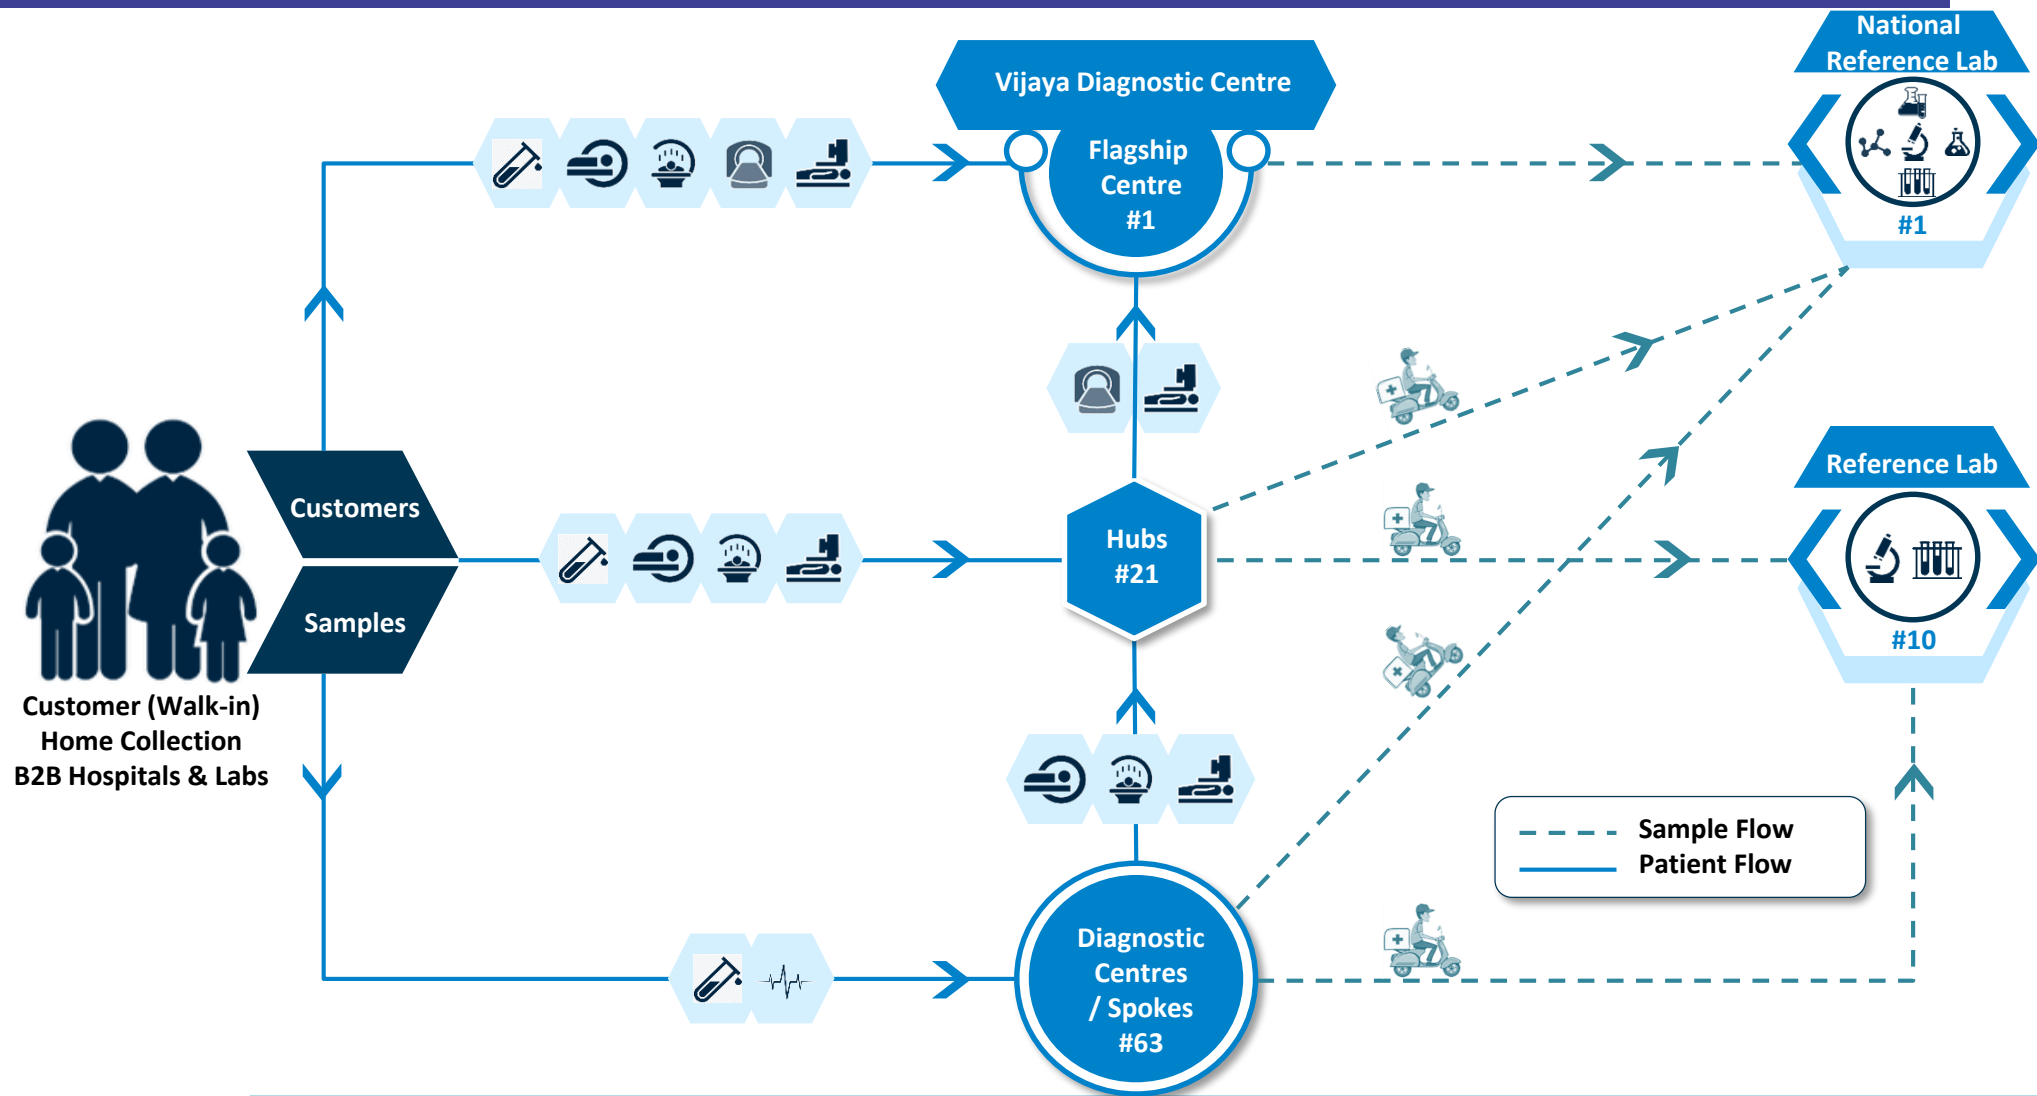 National
Reference Lab
#1
Vijaya Diagnostic Centre
Flagship
Centre
#1
Customers
Samples
Customer (Walk-in)
Home Collection
B2B Hospitals & Labs
Hubs
#21
Reference Lab
#10
Diagnostic
Centres
/ Spokes
#63
Sample Flow
Patient Flow